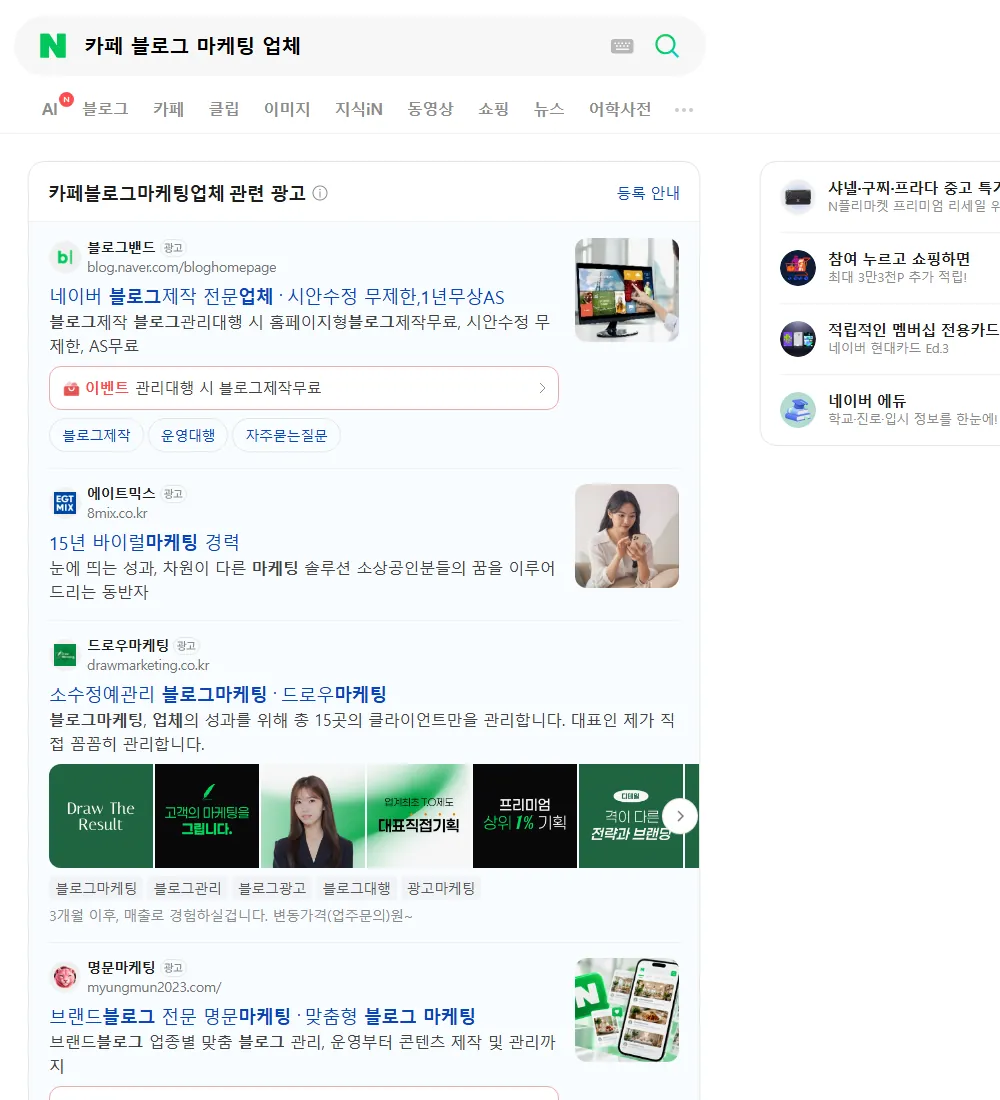 N 카페 블로그 마케팅 업체
AI N 블로그 카페 클립 이미지 지식iN 동영상 쇼핑 뉴스 어학사전
카페블로그마케팅업체 관련 광고
등록 안내
블로그밴드 광고
blog.naver.com/bloghomepage
네이버 블로그제작 전문업체 · 시안수정 무제한,1년무상AS
블로그제작 블로그관리대행 시 홈페이지형블로그제작무료, 시안수정 무
제한, AS무료
이벤트 관리대행 시 블로그제작무료
블로그제작 운영대행 자주묻는질문
EGT
MIX
에이트믹스 광고
8mix.co.kr
15년 바이럴마케팅 경력
눈에 띄는 성과, 차원이 다른 마케팅 솔루션 소상공인분들의 꿈을 이루어
드리는 동반자
드로우마케팅 광고
drawmarketing.co.kr
소수정예관리 블로그마케팅 · 드로우마케팅
블로그마케팅, 업체의 성과를 위해 총 15곳의 클라이언트만을 관리합니다. 대표인 제가 직
접 꼼꼼히 관리합니다.
Draw The
Result
고객의 마케팅을
그립니다.
업계최초 T.O제도
대표직접기획
프리미엄
상위 1% 기획
디테일
격이 다른
전략과 브랜딩
블로그마케팅 블로그관리 블로그광고 블로그대행 광고마케팅
3개월 이후, 매출로 경험하실겁니다. 변동가격(업주문의)원~
명문마케팅 광고
myungmun2023.com/
브랜드블로그 전문 명문마케팅 · 맞춤형 블로그 마케팅
브랜드블로그 업종별 맞춤 블로그 관리, 운영부터 콘텐츠 제작 및 관리까
지
샤넬·구찌·프라다 중고 특가
N플리마켓 프리미엄 리세일 위
참여 누르고 쇼핑하면
최대 3만3천P 추가 적립!
적립적인 멤버십 전용카드
네이버 현대카드 Ed.3
네이버 에듀
학교·진로·입시 정보를 한눈에!